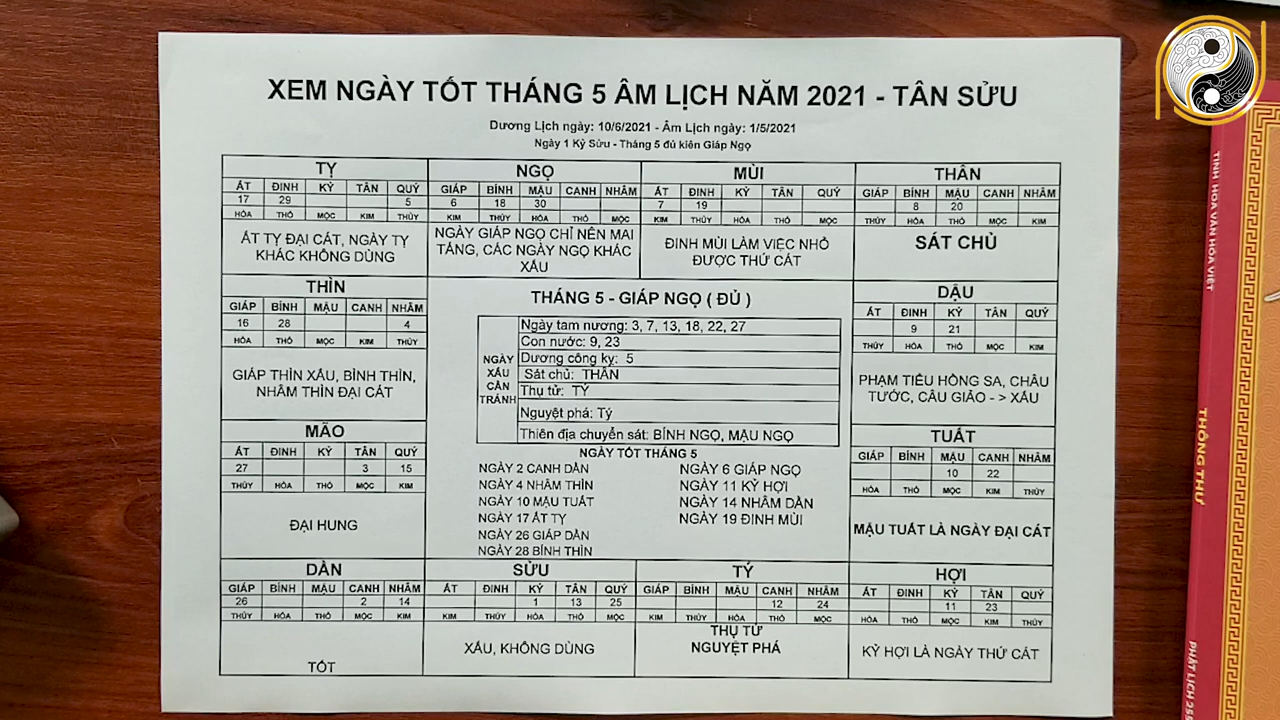 XEM NGÀY TỐT THÁNG 5 ÂM LỊCH NĂM 2021 - TÂN SỬU
Dương Lịch ngày: 10/6/2021 - Âm Lịch ngày: 1/5/2021
Ngày 1 Kỷ Sửu - Tháng 5 đủ kiên Giáp Ngọ
TỴ
ẤT ĐINH KỶ TÂN QUÝ
17 29 5
HỎA THỔ MỘC KIM THỦY
ẤT TỴ ĐẠI CÁT, NGÀY TỴ
KHÁC KHÔNG DÙNG
NGỌ
GIÁP BÍNH MẬU CANH NHÂM
6 18 30
KIM THỦY HỎA THỔ MỘC
NGÀY GIÁP NGỌ CHỈ NÊN MAI
TÁNG, CÁC NGÀY NGỌ KHÁC
XẤU
MÙI
ẤT ĐINH KỶ TÂN QUÝ
7 19
KIM THỦY HỎA THỔ MỘC
ĐINH MÙI LÀM VIỆC NHỎ
ĐƯỢC THỨ CÁT
THÂN
GIÁP BÍNH MẬU CANH NHÂM
8 20
THỦY HỎA THỔ MỘC KIM
SÁT CHỦ
THÌN
GIÁP BÍNH MẬU CANH NHÂM
16 28 4
HỎA THỔ MỘC KIM THỦY
GIÁP THÌN XẤU, BÌNH THÌN,
NHÂM THÌN ĐẠI CÁT
THÁNG 5 - GIÁP NGỌ ( ĐỦ )
NGÀY
XẤU
CẦN
TRÁNH
Ngày tam nương: 3, 7, 13, 18, 22, 27
Con nước: 9, 23
Dương công kỵ: 5
Sát chủ: THÂN
Thụ tử: TÝ
Nguyệt phá: Tý
Thiên địa chuyển sát: BÍNH NGỌ, MẬU NGỌ
NGÀY TỐT THÁNG 5
NGÀY 2 CANH DẦN
NGÀY 4 NHÂM THÌN
NGÀY 10 MẬU TUẤT
NGÀY 17 ẤT TỴ
NGÀY 26 GIÁP DẦN
NGÀY 28 BÍNH THÌN
NGÀY 6 GIÁP NGỌ
NGÀY 11 KỶ HỢI
NGÀY 14 NHÂM DẦN
NGÀY 19 ĐINH MÙI
DẬU
ẤT ĐINH KỶ TÂN QUÝ
9 21
THỦY HỎA THỔ MỘC KIM
PHẠM TIỂU HỒNG SA, CHÂU
TƯỚC, CÂU GIẢO - > XẤU
MÃO
ẤT ĐINH KỶ TÂN QUÝ
27 3 15
THỦY HỎA THỔ MỘC KIM
ĐẠI HUNG
TUẤT
GIÁP BÍNH MẬU CANH NHÂM
10 22
HỎA THỔ MỘC KIM THỦY
MẬU TUẤT LÀ NGÀY ĐẠI CÁT
DẦN
GIÁP BÍNH MẬU CANH NHÂM
26 2 14
THỦY HỎA THỔ MỘC KIM
TỐT
SỬU
ẤT ĐINH KỶ TÂN QUÝ
1 13 25
KIM THỦY HỎA THỔ MỘC
XẤU, KHÔNG DÙNG
TÝ
GIÁP BÍNH MẬU CANH NHÂM
12 24
KIM THỦY HỎA THỔ MỘC
THỤ TỬ
NGUYỆT PHÁ
HỢI
ẤT ĐINH KỶ TÂN QUÝ
11 23
HỎA THỔ MỘC KIM THỦY
KỶ HỢI LÀ NGÀY THỨ CÁT
TINH HOA VĂN HÓA VIỆT
THÔNG THƯ
PHẬT LỊCH 25